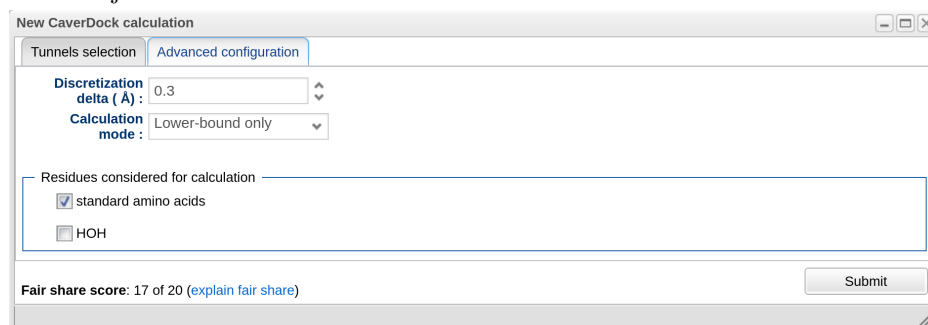 New CaverDock calculation
Tunnels selection Advanced configuration
Discretization
delta ( Å) : 0.3
Calculation Lower-bound only
mode :
Residues considered for calculation
standard amino acids
HOH
Fair share score: 17 of 20 (explain fair share) Submit